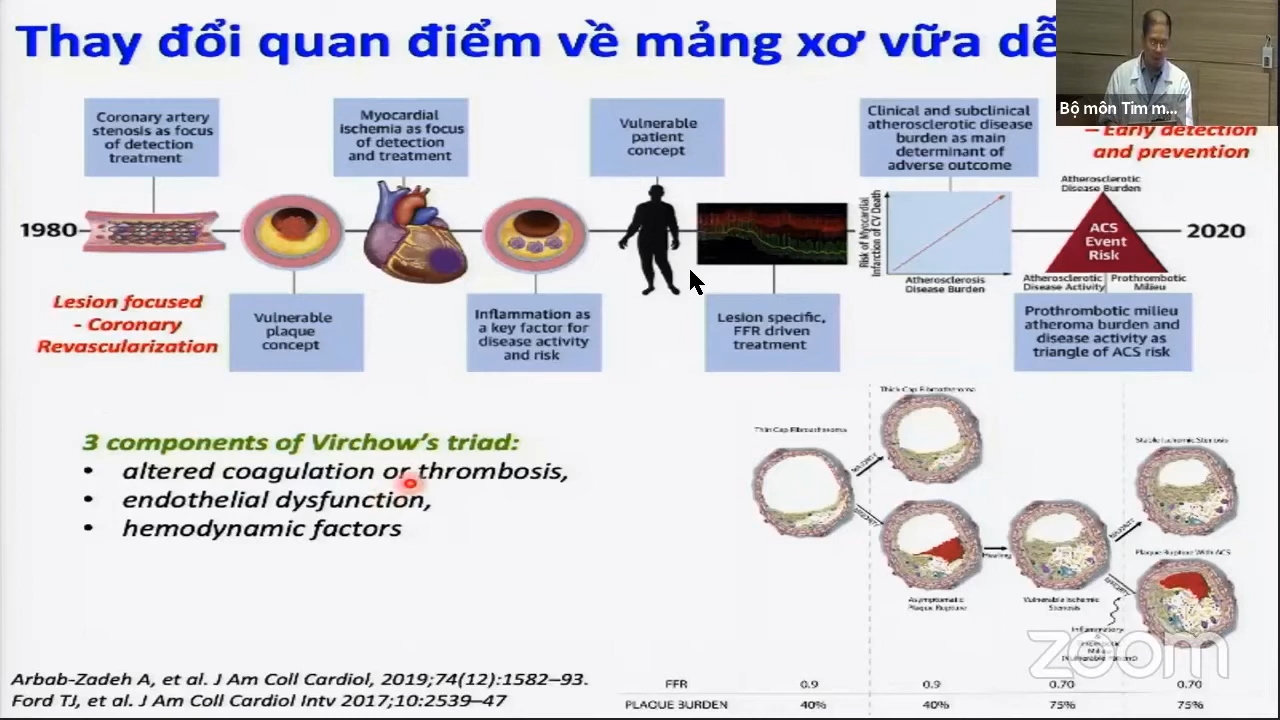 Thay đổi quan điểm về mảng xơ vữa dễ
Bộ môn Tim m...
– Early detection
and prevention
Coronary artery
stenosis as focus
of detection
treatment
Myocardial
ischemia as focus
of detection
and treatment
Vulnerable
patient
concept
Clinical and subclinical
atherosclerotic disease
burden as main
determinant of
adverse outcome
1980
2020
Risk of Myocardial
Infarction of CV Death
Atherosclerosis
Disease Burden
Atherosclerotic
Disease Burden
ACS
Event
Risk
Atherosclerotic
Disease Activity
Prothrombotic
Milieu
Lesion focused
- Coronary
Revascularization
Vulnerable
plaque
concept
Inflammation as
a key factor for
disease activity
and risk
Lesion specific,
FFR driven
treatment
Prothrombotic milieu
atheroma burden and
disease activity as
triangle of ACS risk
3 components of Virchow's triad:
• altered coagulation or thrombosis,
• endothelial dysfunction,
• hemodynamic factors
Thick Cap Fibroatheroma
Thin Cap Fibroatheroma
Stable Ischemic Stenosis
MAJORITY
MAJORITY
Healing
Plaque Rupture With ACS
Asymptomatic
Plaque Rupture
Vulnerable Ischemic
Stenosis
Inflammatory
zoom
Arbab-Zadeh A, et al. J Am Coll Cardiol, 2019;74(12):1582–93.
Ford TJ, et al. J Am Coll Cardiol Intv 2017;10:2539–47
FFR 0.9 0.9 0.70 0.70
PLAQUE BURDEN 40% 40% 75% 75%